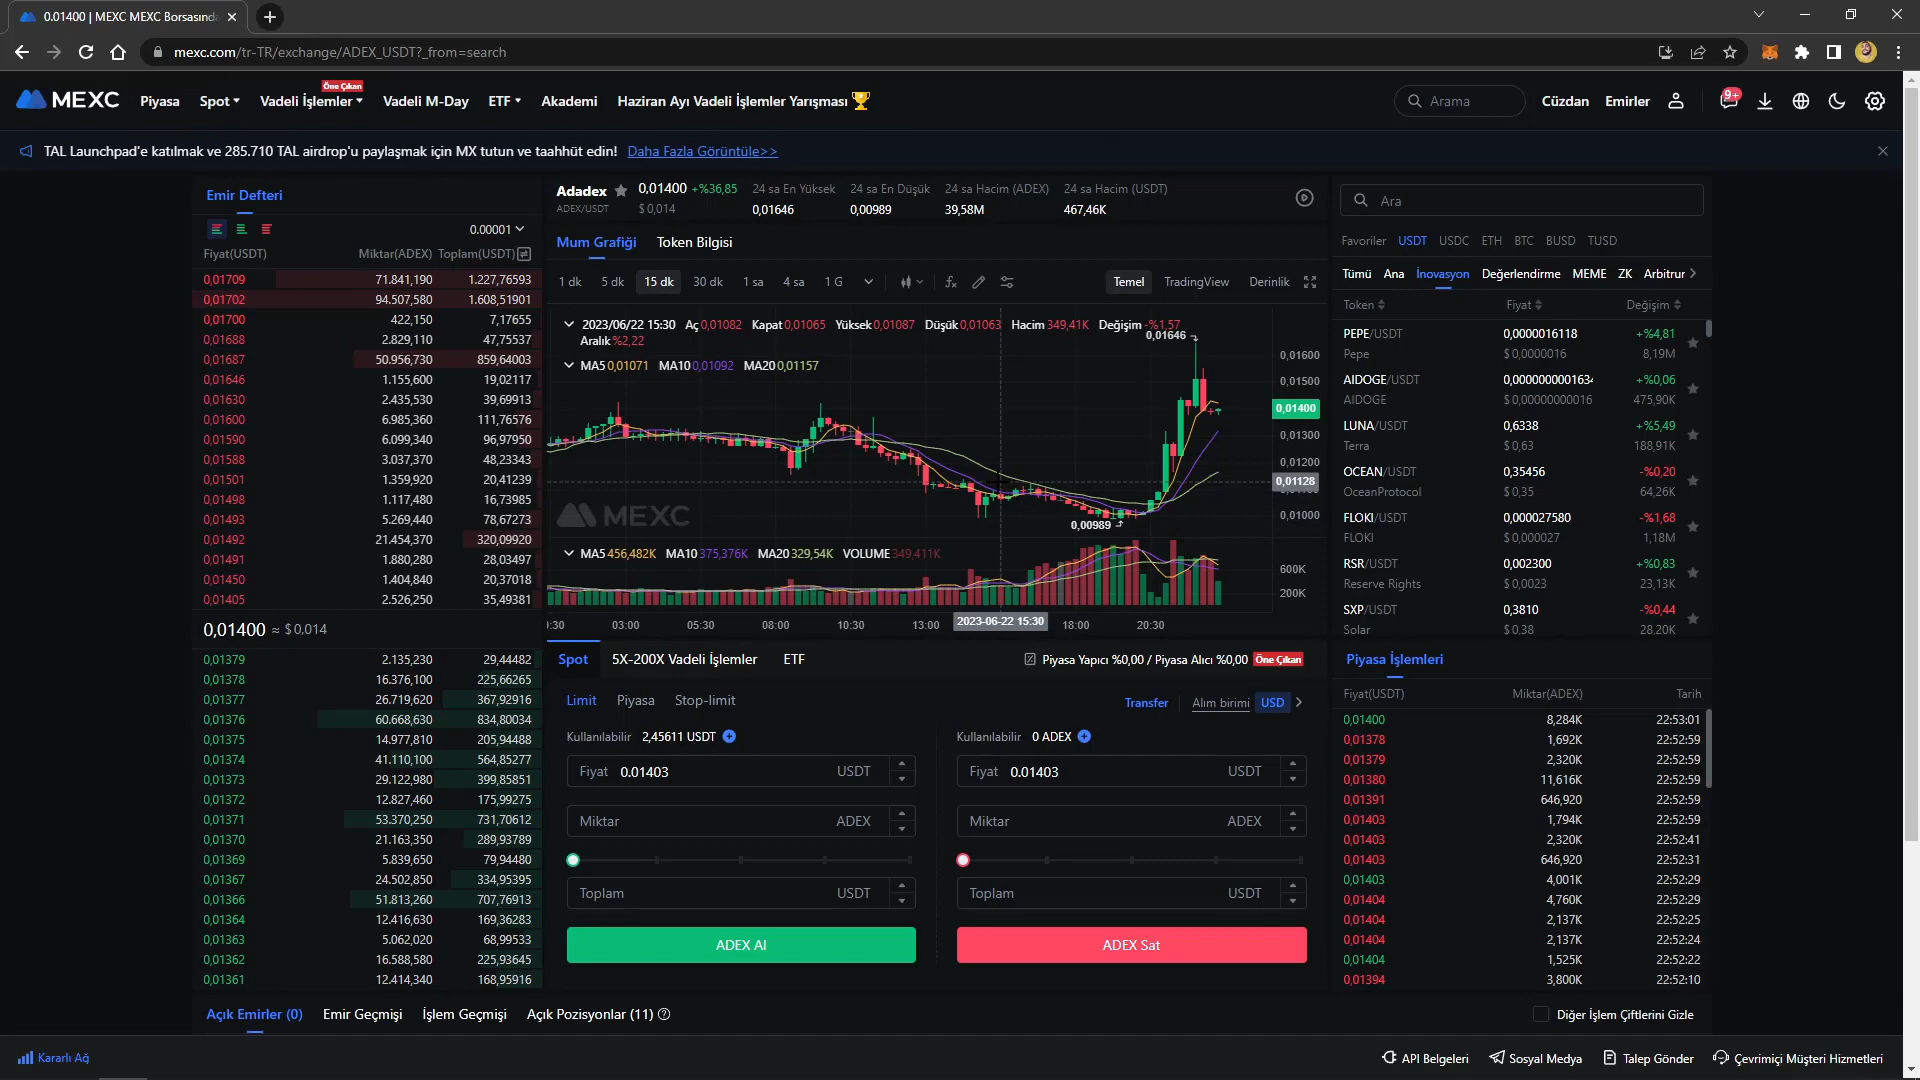 0.01400 | MEXC MEXC Borsasında
mexc.com/tr-TR/exchange/ADEX_USDT?_from=search
MEXC Piyasa Spot Vadeli İşlemler Öne Çıkan Vadeli M-Day ETF Akademi Haziran Ayı Vadeli İşlemler Yarışması Arama Cüzdan Emirler 9+
TAL Launchpad'e katılmak ve 285.710 TAL airdrop'u paylaşmak için MX tutun ve taahhüt edin! Daha Fazla Görüntüle>>
Emir Defteri
0.00001
Fiyat(USDT) Miktar(ADEX) Toplam(USDT)
0,01709 71.841,190 1.227,76593
0,01702 94.507,580 1.608,51901
0,01700 422,150 7,17655
0,01688 2.829,110 47,75537
0,01687 50.956,730 859,64003
0,01646 1.155,600 19,02117
0,01630 2.435,530 39,69913
0,01600 6.985,360 111,76576
0,01590 6.099,340 96,97950
0,01588 3.037,370 48,23343
0,01501 1.359,920 20,41239
0,01498 1.117,480 16,73985
0,01493 5.269,440 78,67273
0,01492 21.454,370 320,09920
0,01491 1.880,280 28,03497
0,01450 1.404,840 20,37018
0,01405 2.526,250 35,49381
0,01400 ≈ $ 0,014
0,01379 2.135,230 29,44482
0,01378 16.376,100 225,66265
0,01377 26.719,620 367,92916
0,01376 60.668,630 834,80034
0,01375 14.977,810 205,94488
0,01374 41.110,100 564,85277
0,01373 29.122,980 399,85851
0,01372 12.827,460 175,99275
0,01371 53.370,250 731,70612
0,01370 21.163,350 289,93789
0,01369 5.839,650 79,94480
0,01367 24.502,850 334,95395
0,01366 51.813,260 707,76913
0,01364 12.416,630 169,36283
0,01363 5.062,020 68,99533
0,01362 16.588,580 225,93645
0,01361 12.414,340 168,95916
Adadex 0,01400 +%36,85 24 sa En Yüksek 24 sa En Düşük 24 sa Hacim (ADEX) 24 sa Hacim (USDT)
ADEX/USDT $ 0,014 0,01646 0,00989 39,58M 467,46K
Mum Grafiği Token Bilgisi
1 dk 5 dk 15 dk 30 dk 1 sa 4 sa 1 G Temel TradingView Derinlik
2023/06/22 15:30 Aç 0,01082 Kapat 0,01065 Yüksek 0,01087 Düşük 0,01063 Hacim 349,41K Değişim -%1,57
Aralık %2,22
MA5 0,01071 MA10 0,01092 MA20 0,01157
0,01646
0,01600
0,01500
0,01400
0,01300
0,01200
0,01128
0,01000
0,00989
MEXC
MA5 456,482K MA10 375,376K MA20 329,54K VOLUME 349,411K
600K
200K
:30 03:00 05:30 08:00 10:30 13:00 2023-06-22 15:30 18:00 20:30
Spot 5X-200X Vadeli İşlemler ETF Piyasa Yapıcı %0,00 / Piyasa Alıcı %0,00 Öne Çıkan
Limit Piyasa Stop-limit Transfer Alım birimi USD
Kullanılabilir 2,45611 USDT Kullanılabilir 0 ADEX
Fiyat 0.01403 USDT Fiyat 0.01403 USDT
Miktar ADEX Miktar ADEX
Toplam USDT Toplam USDT
ADEX Al ADEX Sat
Ara
Favoriler USDT USDC ETH BTC BUSD TUSD
Tümü Ana İnovasyon Değerlendirme MEME ZK Arbitrur
Token Fiyat Değişim
PEPE/USDT 0,0000016118 +%4,81
Pepe $ 0,0000016 8,19M
AIDOGE/USDT 0,000000000163 +%0,06
AIDOGE $ 0,00000000016 475,90K
LUNA/USDT 0,6338 +%5,49
Terra $ 0,63 188,91K
OCEAN/USDT 0,35456 -%0,20
OceanProtocol $ 0,35 64,26K
FLOKI/USDT 0,000027580 -%1,68
FLOKI $ 0,000027 1,18M
RSR/USDT 0,002300 +%0,83
Reserve Rights $ 0,0023 23,13K
SXP/USDT 0,3810 -%0,44
Solar $ 0,38 28,20K
Piyasa İşlemleri
Fiyat(USDT) Miktar(ADEX) Tarih
0,01400 8,284K 22:53:01
0,01378 1,692K 22:52:59
0,01379 2,320K 22:52:59
0,01380 11,616K 22:52:59
0,01391 646,920 22:52:59
0,01403 1,794K 22:52:59
0,01403 2,320K 22:52:41
0,01403 646,920 22:52:31
0,01403 4,001K 22:52:29
0,01404 4,760K 22:52:29
0,01404 2,137K 22:52:25
0,01404 2,137K 22:52:24
0,01404 1,525K 22:52:22
0,01394 3,800K 22:52:10
Açık Emirler (0) Emir Geçmişi İşlem Geçmişi Açık Pozisyonlar (11) Diğer İşlem Çiftlerini Gizle
Kararlı Ağ API Belgeleri Sosyal Medya Talep Gönder Çevrimiçi Müşteri Hizmetleri